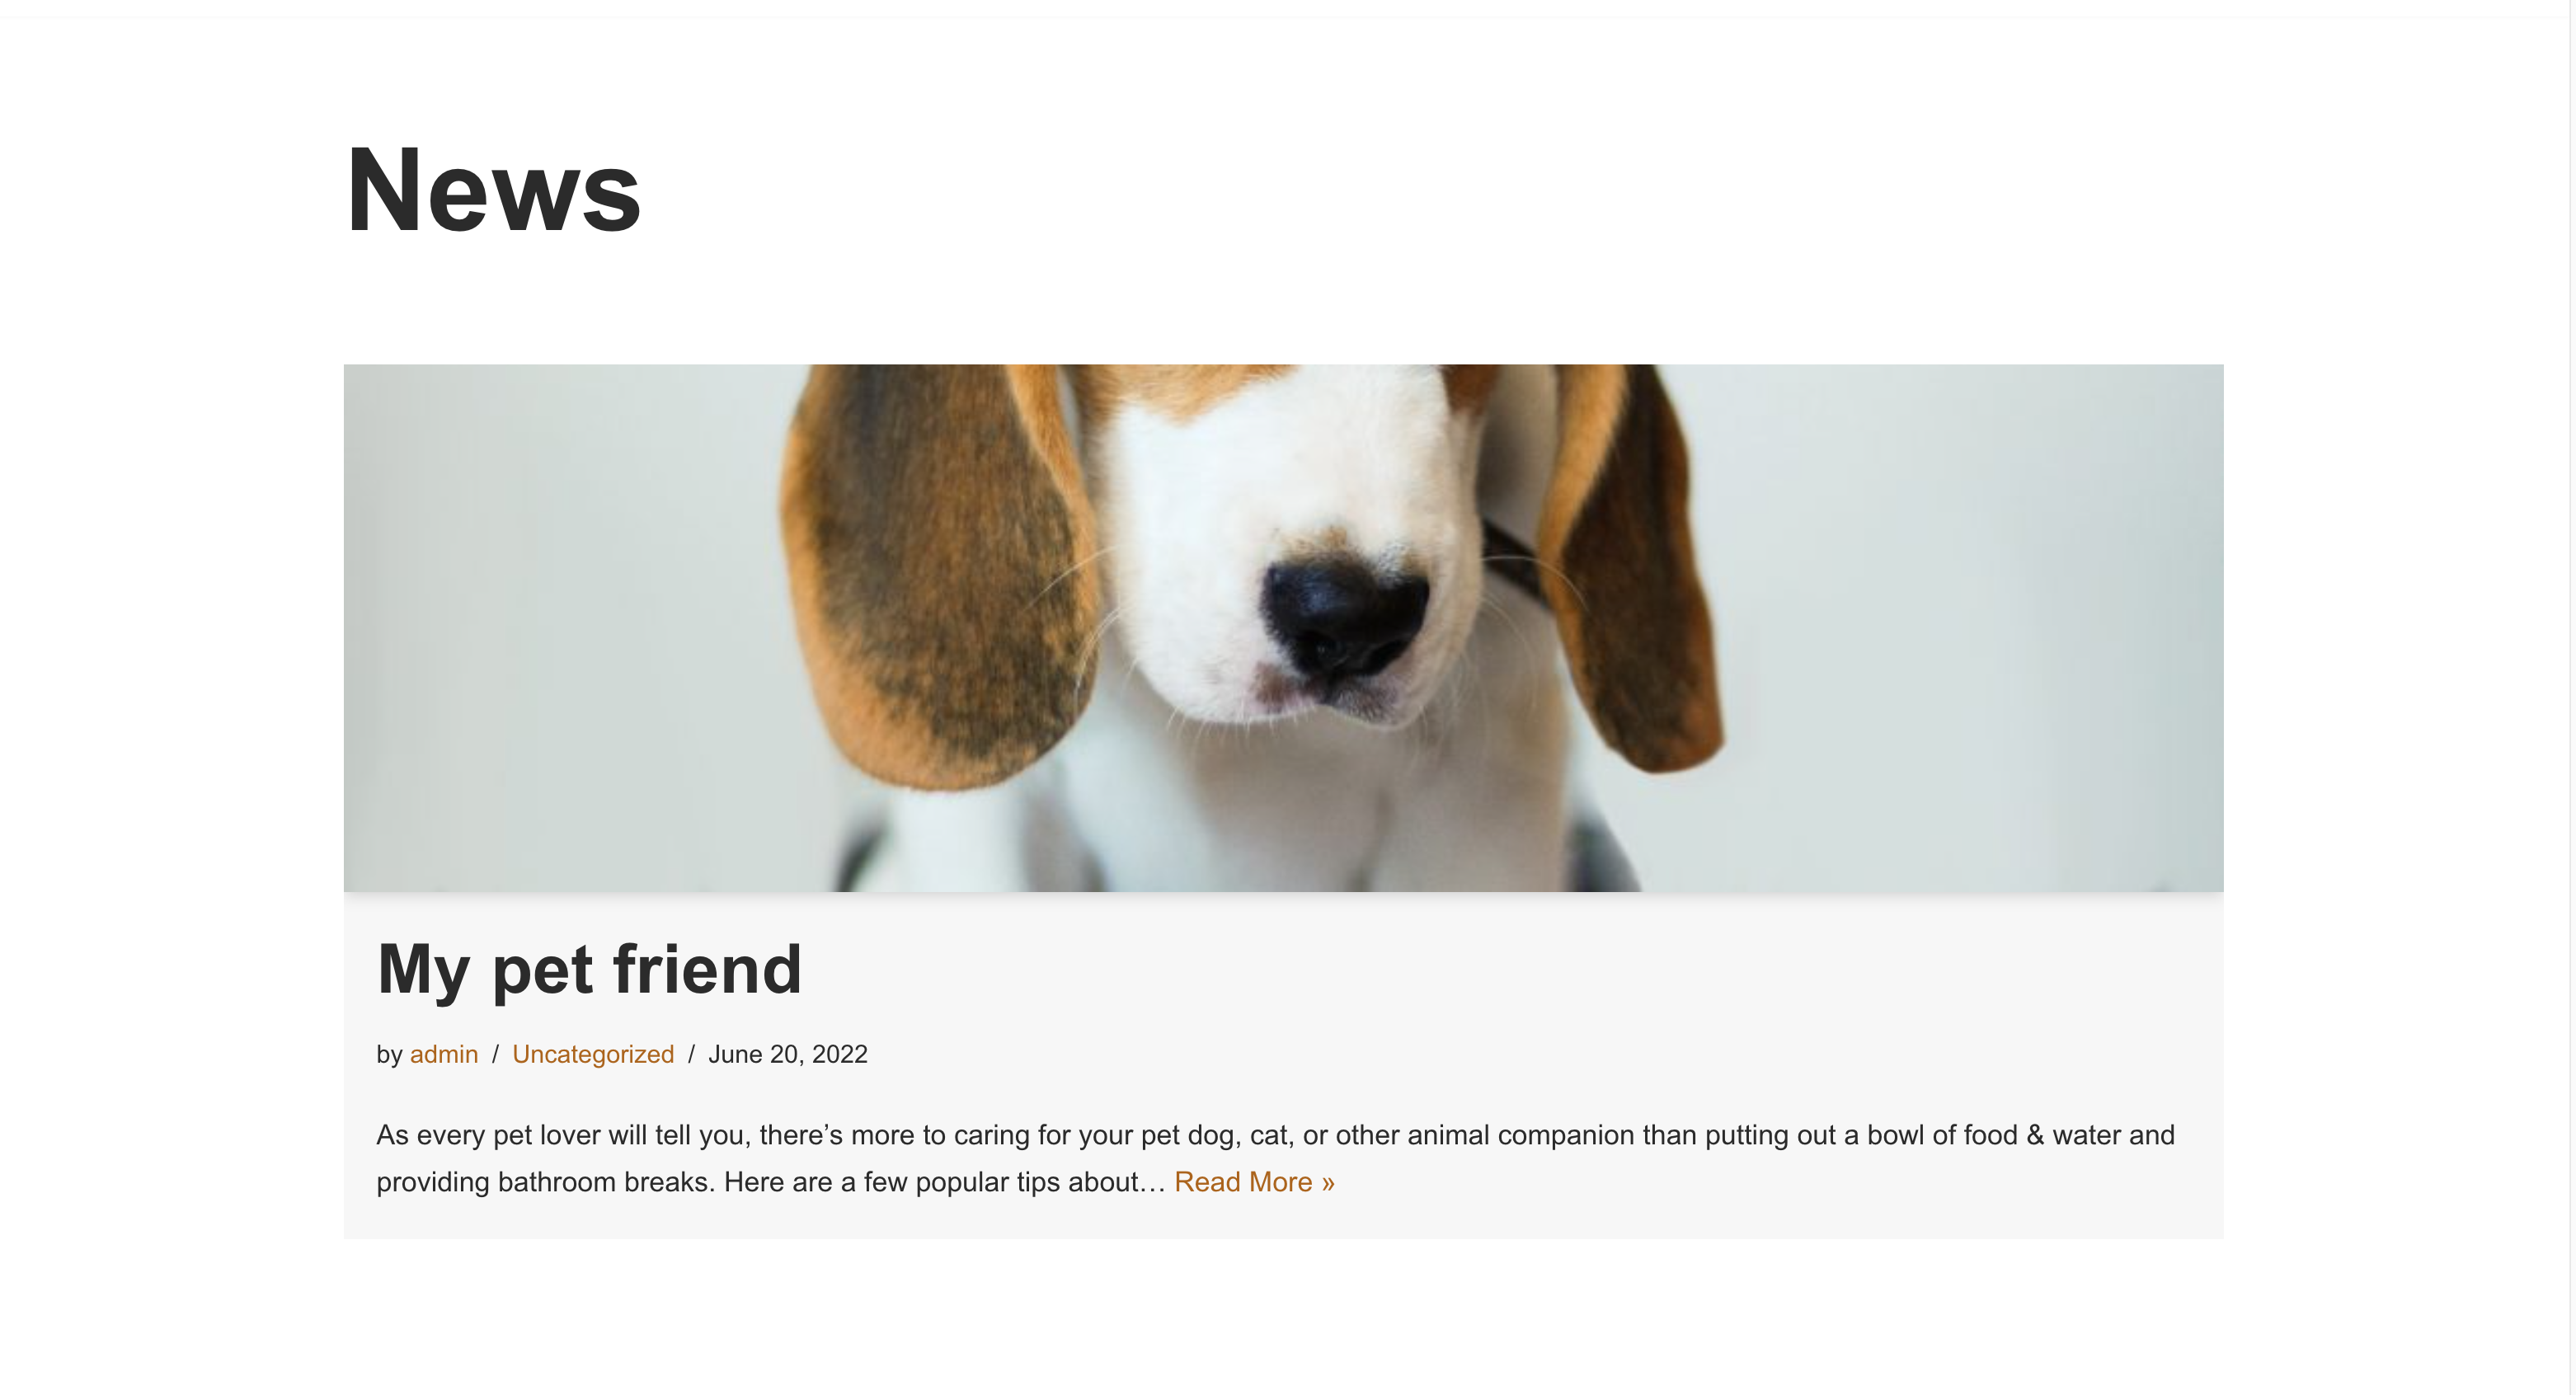 News
My pet friend
by admin / Uncategorized / June 20, 2022
As every pet lover will tell you, there’s more to caring for your pet dog, cat, or other animal companion than putting out a bowl of food & water and
providing bathroom breaks. Here are a few popular tips about… Read More »